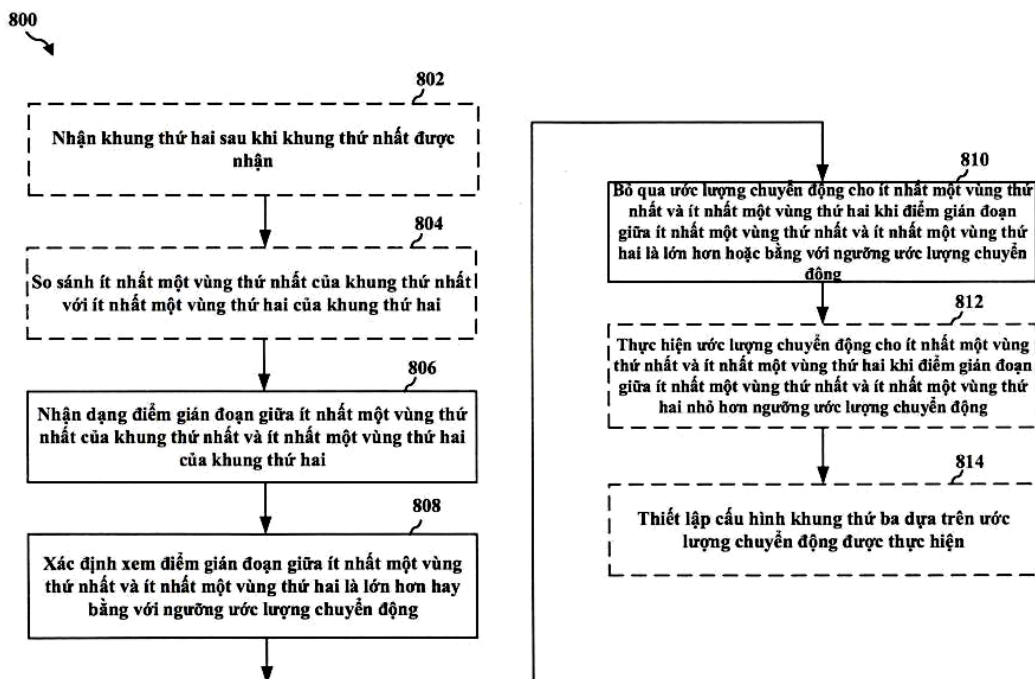 800
802
Nhận khung thứ hai sau khi khung thứ nhất được
nhận
804
So sánh ít nhất một vùng thứ nhất của khung thứ nhất
với ít nhất một vùng thứ hai của khung thứ hai
806
Nhận dạng điểm gián đoạn giữa ít nhất một vùng thứ
nhất của khung thứ nhất và ít nhất một vùng thứ hai
của khung thứ hai
808
Xác định xem điểm gián đoạn giữa ít nhất một vùng
thứ nhất và ít nhất một vùng thứ hai là lớn hơn hay
bằng với ngưỡng ước lượng chuyển động
810
Bỏ qua ước lượng chuyển động cho ít nhất một vùng thứ
nhất và ít nhất một vùng thứ hai khi điểm gián đoạn
giữa ít nhất một vùng thứ nhất và ít nhất một vùng thứ
hai là lớn hơn hoặc bằng với ngưỡng ước lượng chuyển
động
812
Thực hiện ước lượng chuyển động cho ít nhất một vùng
thứ nhất và ít nhất một vùng thứ hai khi điểm gián đoạn
giữa ít nhất một vùng thứ nhất và ít nhất một vùng thứ
hai nhỏ hơn ngưỡng ước lượng chuyển động
814
Thiết lập cấu hình khung thứ ba dựa trên ước
lượng chuyển động được thực hiện